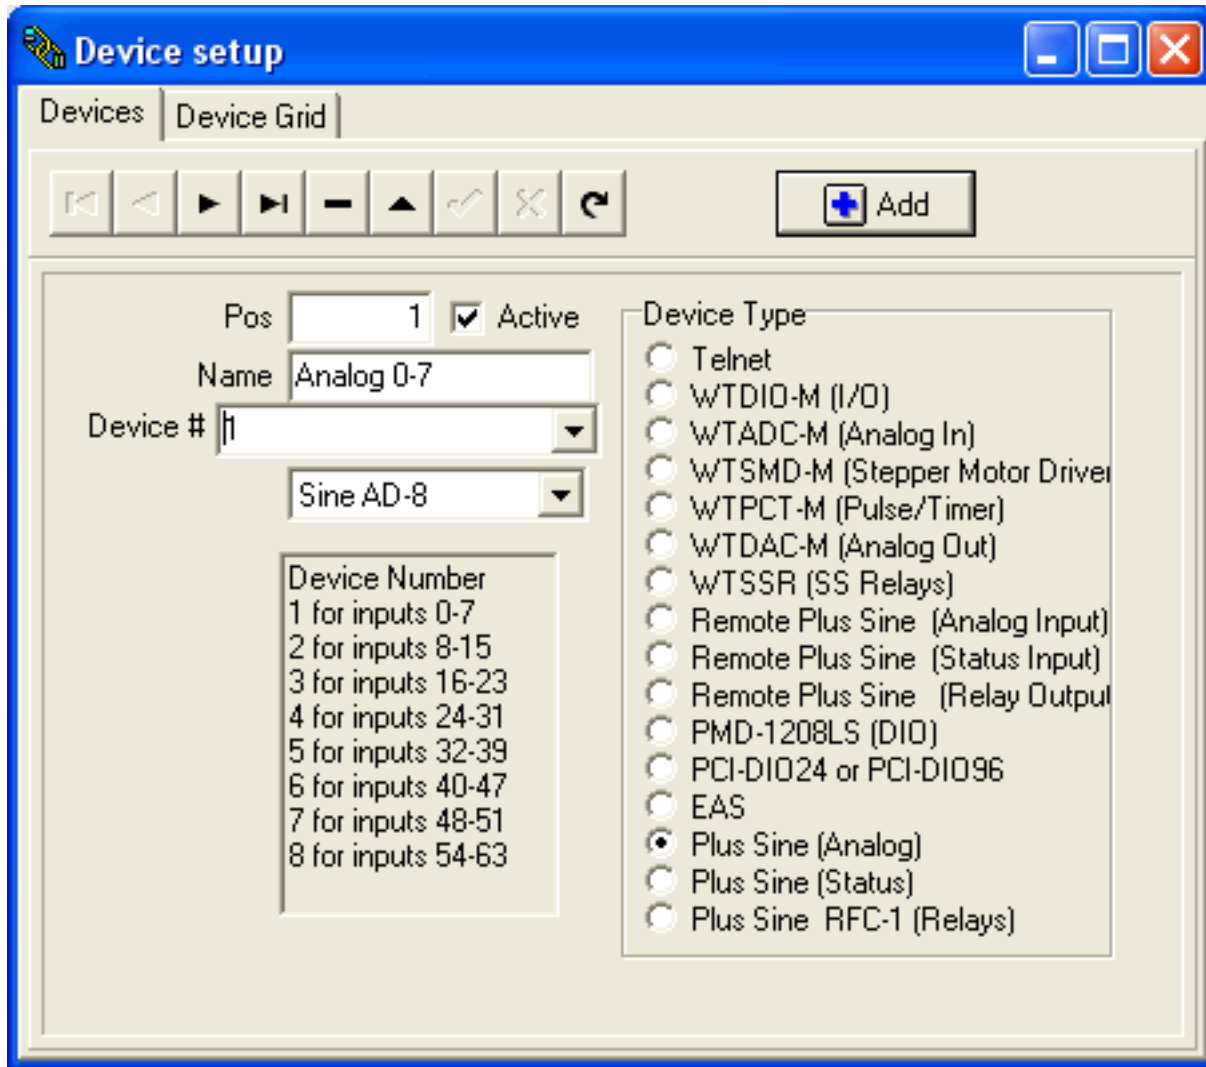 Device setup
Devices
Device Grid
Add
Pos 1 Active
Name Analog 0-7
Device # 1
Sine AD-8
Device Number
1 for inputs 0-7
2 for inputs 8-15
3 for inputs 16-23
4 for inputs 24-31
5 for inputs 32-39
6 for inputs 40-47
7 for inputs 48-51
8 for inputs 54-63
Device Type
Telnet
WTDIO-M (I/O)
WTADC-M (Analog In)
WTSMD-M (Stepper Motor Driver
WTPCT-M (Pulse/Timer)
WTDAC-M (Analog Out)
WTSSR (SS Relays)
Remote Plus Sine (Analog Input)
Remote Plus Sine (Status Input)
Remote Plus Sine (Relay Output
PMD-1208LS (DIO)
PCI-DIO24 or PCI-DIO96
EAS
Plus Sine (Analog)
Plus Sine (Status)
Plus Sine RFC-1 (Relays)